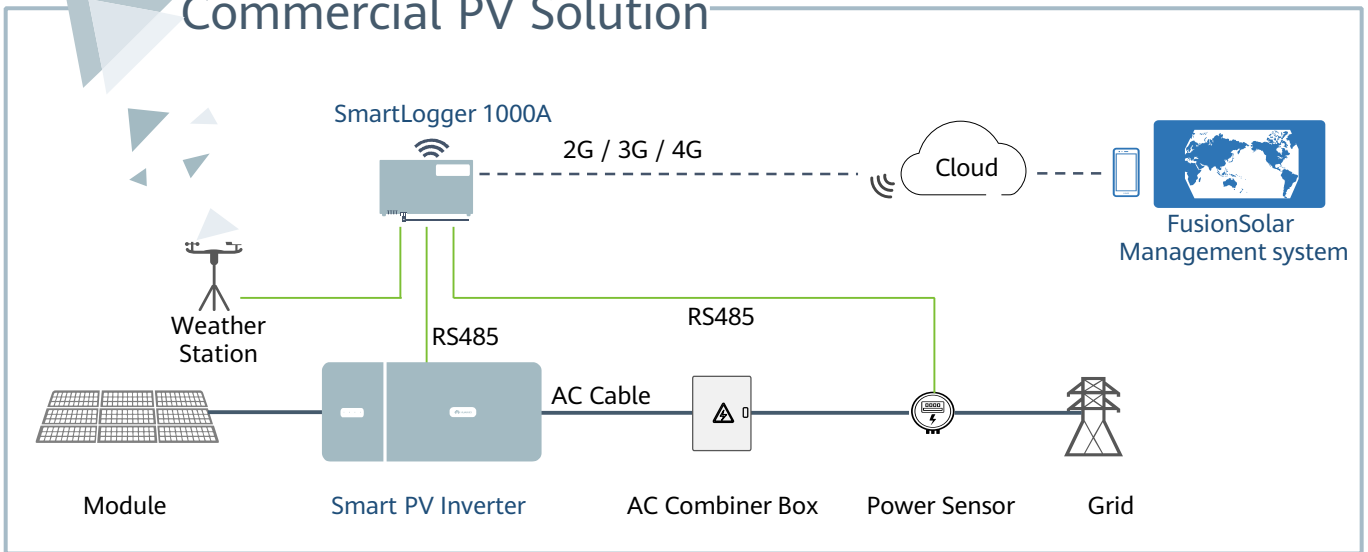 Commercial PV Solution
SmartLogger 1000A
2G / 3G / 4G
Cloud
FusionSolar
Management system
Weather
Station
RS485
RS485
AC Cable
Module
Smart PV Inverter
AC Combiner Box
Power Sensor
Grid